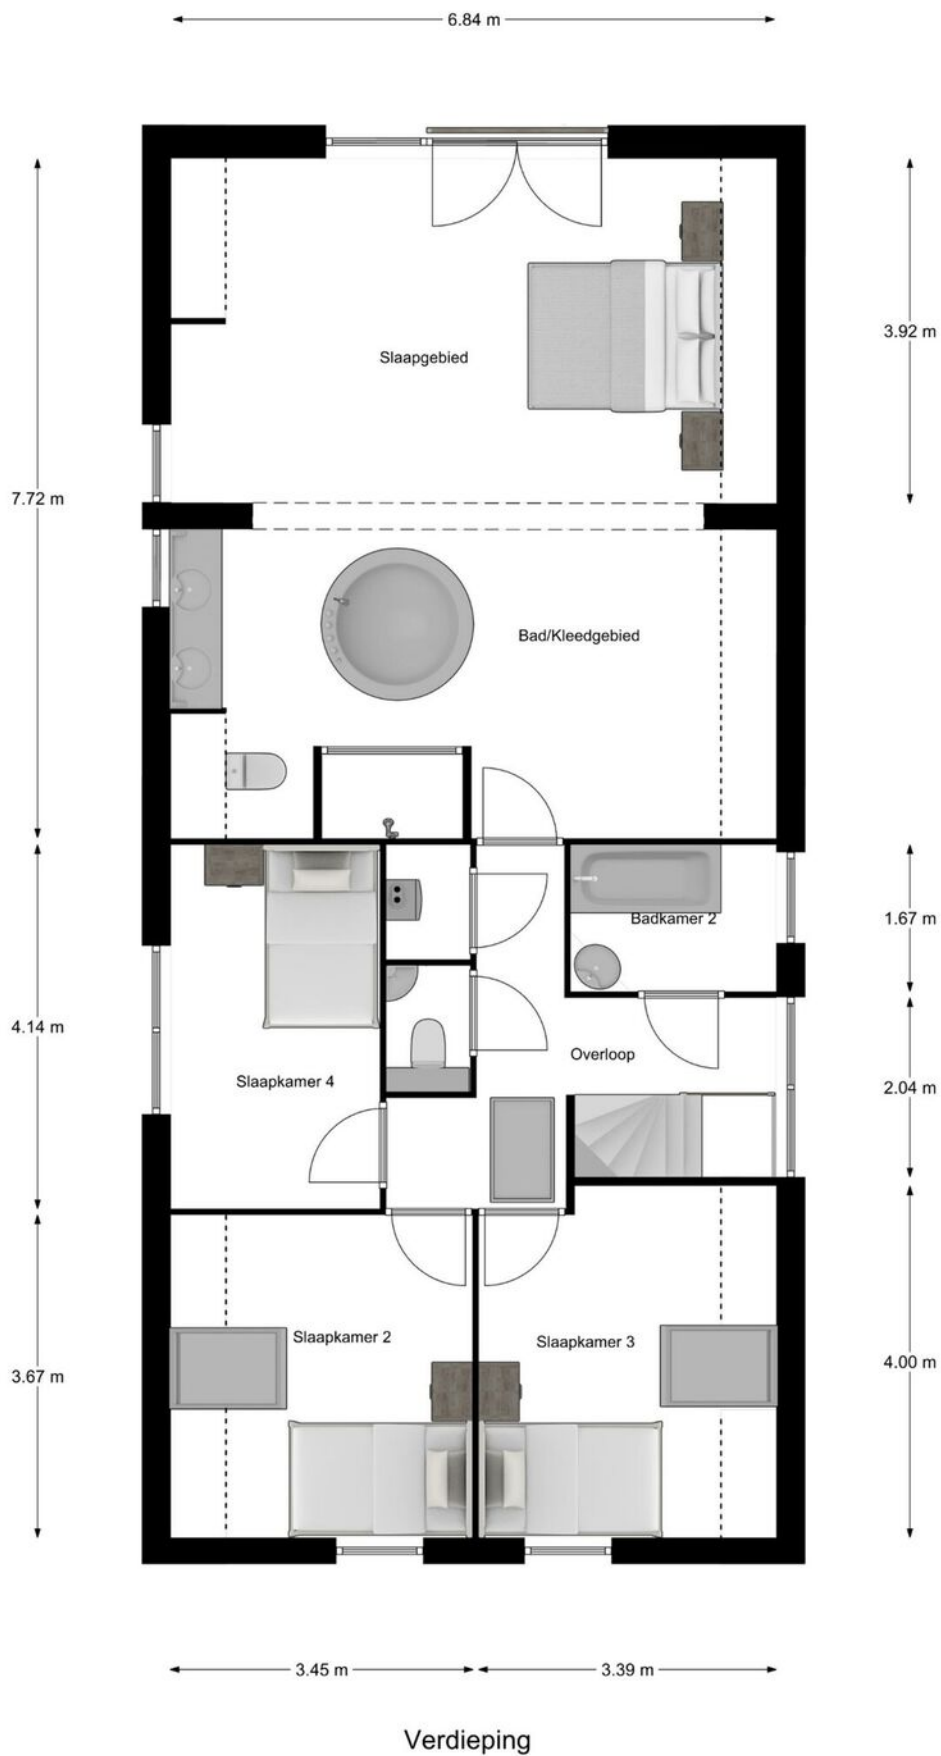 6.84 m
3.92 m
Slaapgebied
7.72 m
Bad/Kleedgebied
Badkamer 2
1.67 m
4.14 m
Overloop
Slaapkamer 4
2.04 m
Slaapkamer 2
Slaapkamer 3
4.00 m
3.67 m
3.45 m
3.39 m
Verdieping